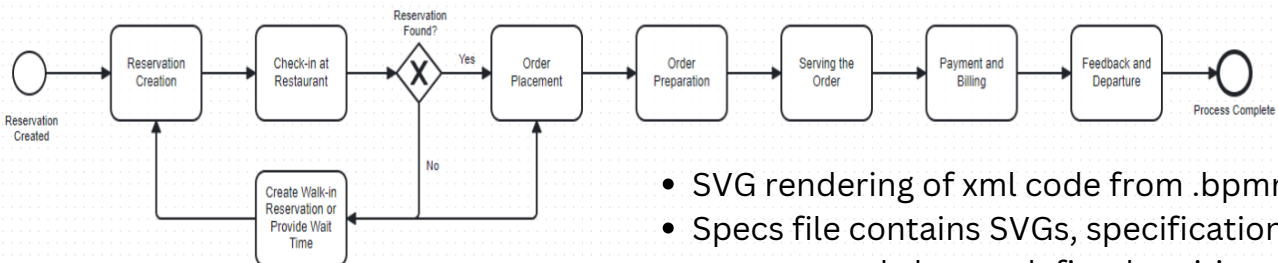 Reservation
Found?
Reservation
Creation
Check-in at
Restaurant
Yes
Order
Placement
Order
Preparation
Serving the
Order
Payment and
Billing
Feedback and
Departure
Reservation
Created
Process Complete
No
Create Walk-in
Reservation or
Provide Wait
Time
• SVG rendering of xml code from .bpmn
• Specs file contains SVGs, specification